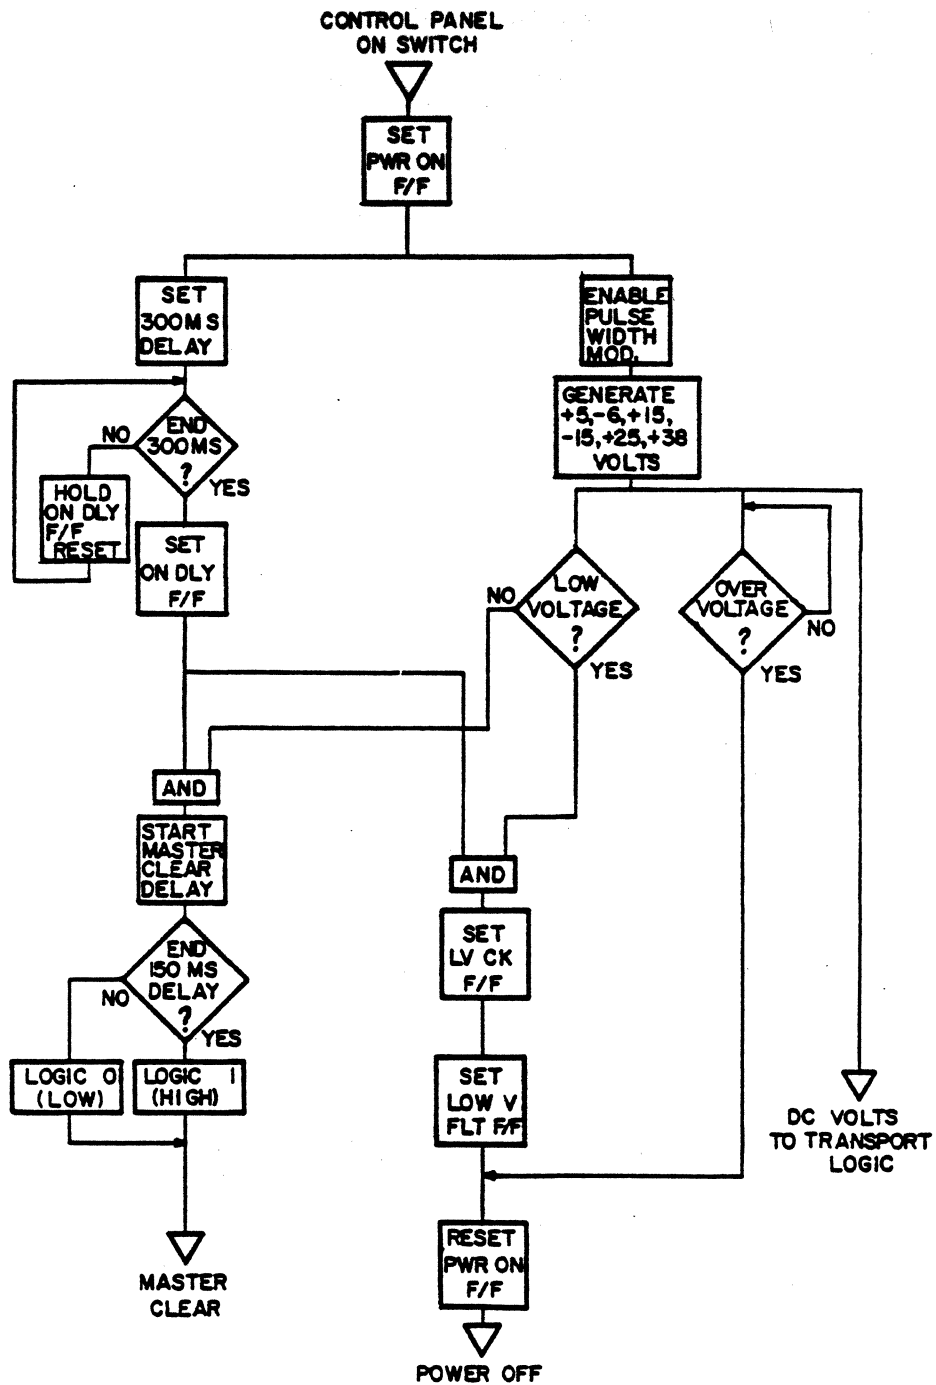 CONTROL PANEL
ON SWITCH
SET
PWR ON
F/F
SET
300MS
DELAY
ENABLE
PULSE
WIDTH
MOD.
GENERATE
+5,-6,+15,
-15,+25,+38
VOLTS
END
300MS
?
NO
YES
HOLD
ON DLY
F/F
RESET
SET
ON DLY
F/F
LOW
VOLTAGE
?
NO
YES
OVER
VOLTAGE
?
NO
YES
AND
START
MASTER
CLEAR
DELAY
AND
SET
LV CK
F/F
END
150 MS
DELAY
?
NO
YES
LOGIC 0
(LOW)
LOGIC 1
(HIGH)
SET
LOW V
FLT F/F
DC VOLTS
TO TRANSPORT
LOGIC
RESET
PWR ON
F/F
MASTER
CLEAR
POWER OFF